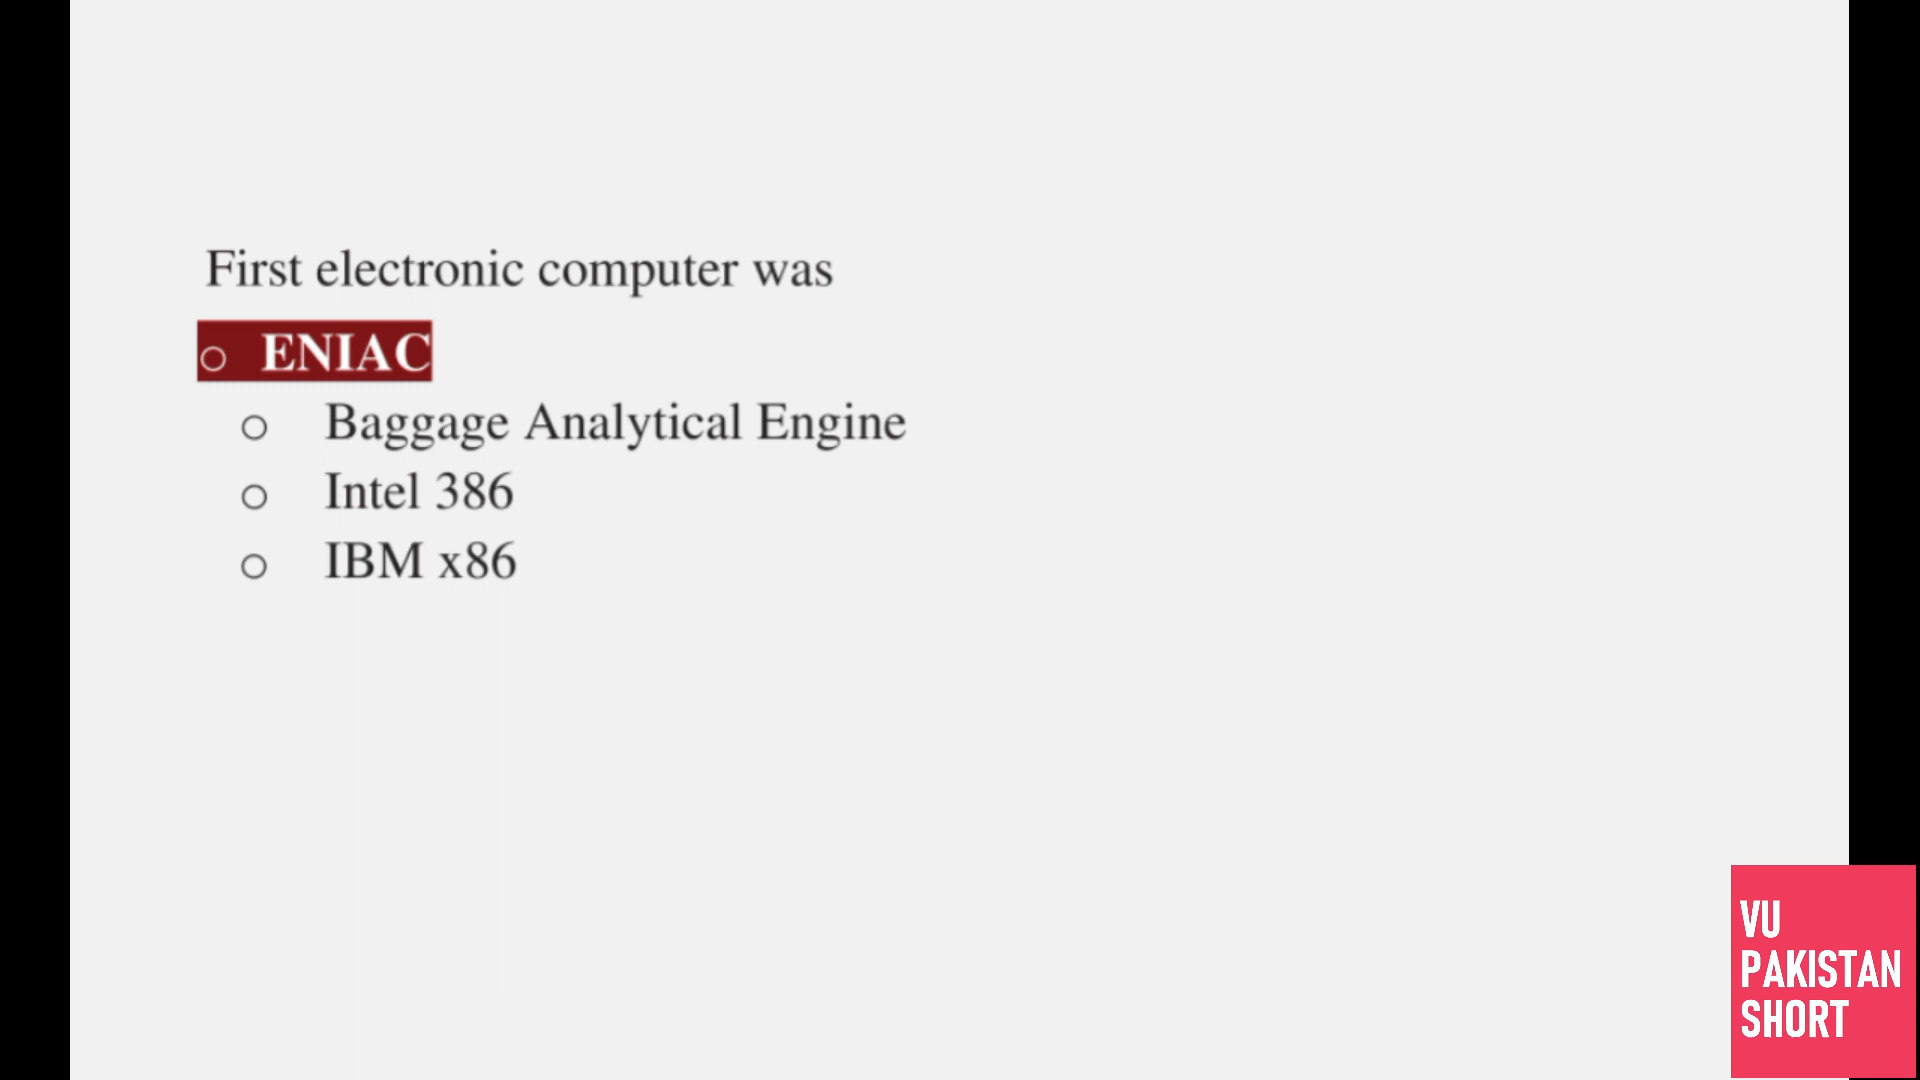 First electronic computer was
○ ENIAC
○ Baggage Analytical Engine
○ Intel 386
○ IBM x86
VU
PAKISTAN
SHORT